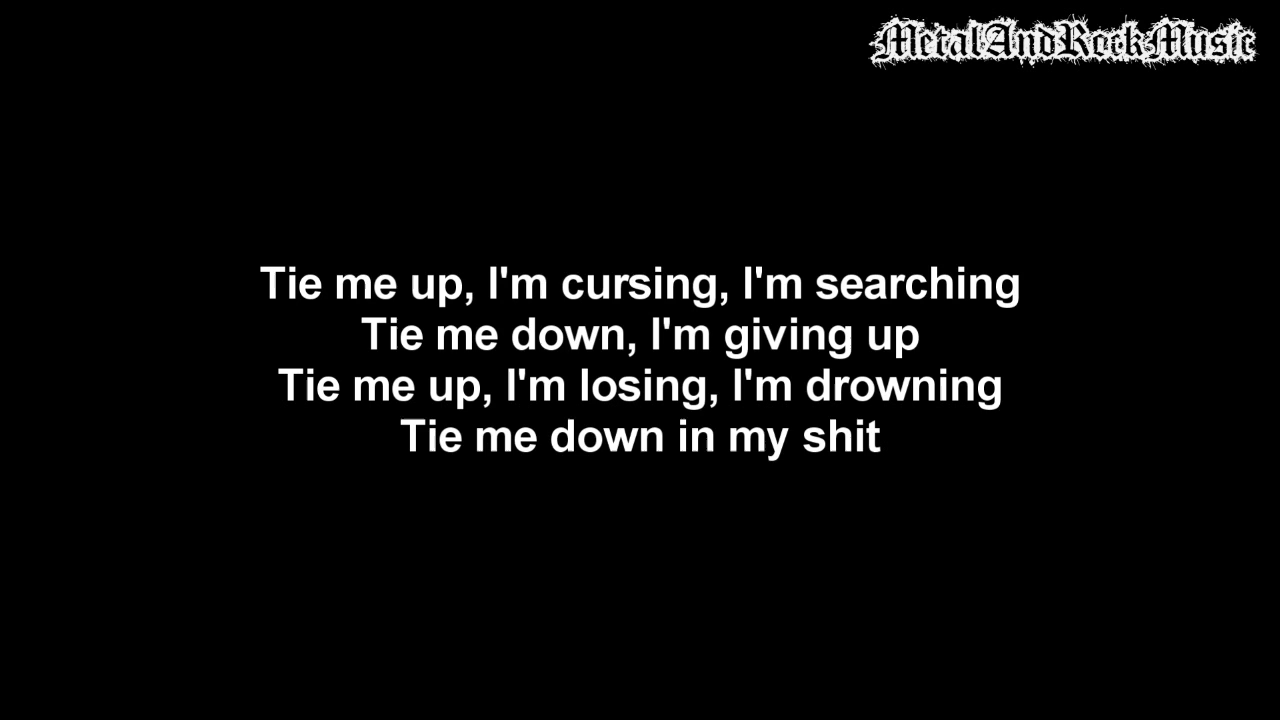 MetalAndRockMusic
Tie me up, I'm cursing, I'm searching
Tie me down, I'm giving up
Tie me up, I'm losing, I'm drowning
Tie me down in my shit